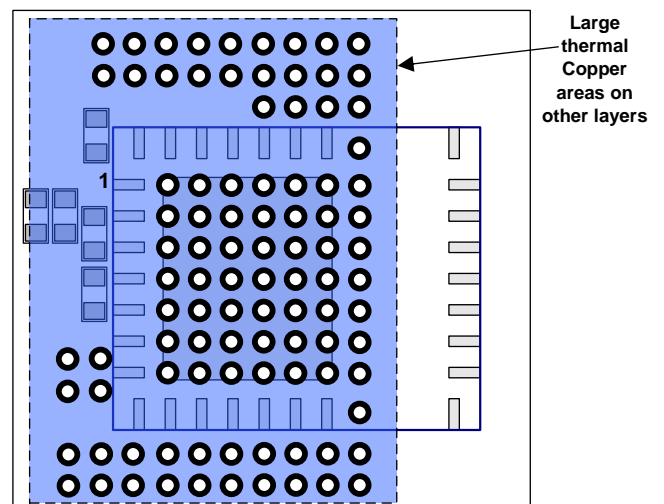 Large
thermal
Copper
areas on
other layers
1